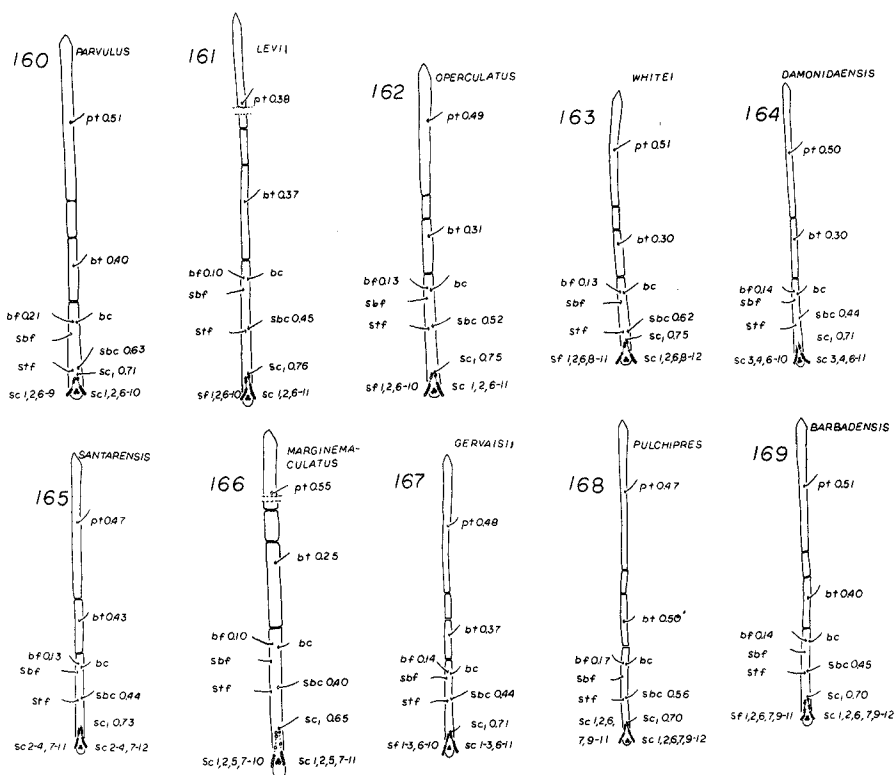 160 PARVULUS
pt 0.51
bt 0.40
bf 0.21 bc
sbf
sbc 0.63
stf
sc₁ 0.71
sc 1,2,6-9 sc 1,2,6-10
161 LEVII
pt 0.38
bt 0.37
bf 0.10 bc
sbf
stf sbc 0.45
sc₁ 0.76
sf 1,2,6-10 sc 1,2,6-11
162 OPERCULATUS
pt 0.49
bt 0.31
bf 0.13 bc
sbf
stf sbc 0.52
sc₁ 0.75
sf 1,2,6-10 sc 1,2,6-11
163 WHITEI
pt 0.51
bt 0.30
bf 0.13 bc
sbf
stf sbc 0.62
sc₁ 0.75
sf 1,2,6,8-11 sc 1,2,6,8-12
164 DAMONIDAENSIS
pt 0.50
bt 0.30
bf 0.14 bc
sbf
stf sbc 0.44
sc₁ 0.71
sc 3,4,6-10 sc 3,4,6-11
165 SANTARENSIS
pt 0.47
bt 0.43
bf 0.13 bc
sbf
stf sbc 0.44
sc₁ 0.73
sc 2-4,7-11 sc 2-4,7-12
166 MARGINEMA-
CULATUS
pt 0.55
bt 0.25
bf 0.10 bc
sbf
stf sbc 0.40
sc₁ 0.65
sc 1,2,5,7-10 sc 1,2,5,7-11
167 GERVAISII
pt 0.48
bt 0.37
bf 0.14 bc
sbf
stf sbc 0.44
sc₁ 0.71
sf 1-3,6-10 sc 1-3,6-11
168 PULCHIPRES
pt 0.47
bt 0.50
bf 0.17 bc
sbf
stf sbc 0.56
sc 1,2,6, sc₁ 0.70
7,9-11 sc 1,2,6,7,9-12
169 BARBADENSIS
pt 0.51
bt 0.40
bf 0.14 bc
sbf
stf sbc 0.45
sc₁ 0.70
sf 1,2,6,7,9-11 sc 1,2,6,7,9-12